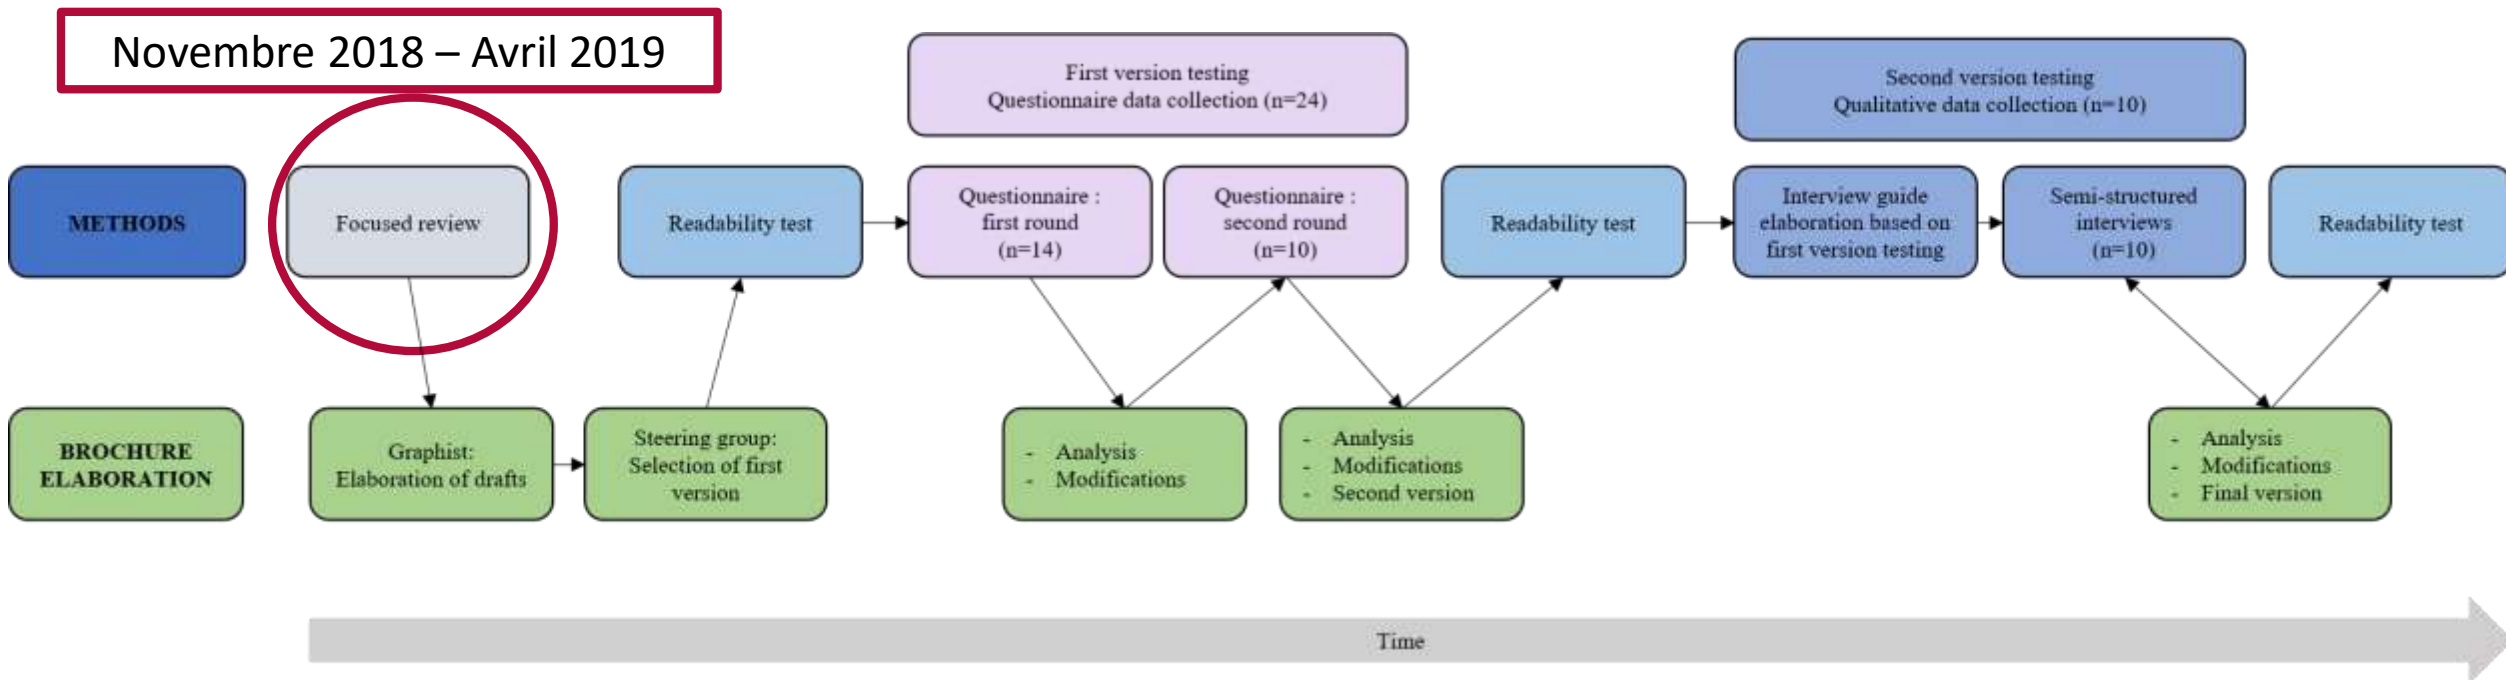 Novembre 2018 – Avril 2019
First version testing
Questionnaire data collection (n=24)
Second version testing
Qualitative data collection (n=10)
METHODS
Focused review
Readability test
Questionnaire :
first round
(n=14)
Questionnaire :
second round
(n=10)
Readability test
Interview guide
elaboration based on
first version testing
Semi-structured
interviews
(n=10)
Readability test
BROCHURE
ELABORATION
Graphist:
Elaboration of drafts
Steering group:
Selection of first
version
- Analysis
- Modifications
- Analysis
- Modifications
- Second version
- Analysis
- Modifications
- Final version
Time